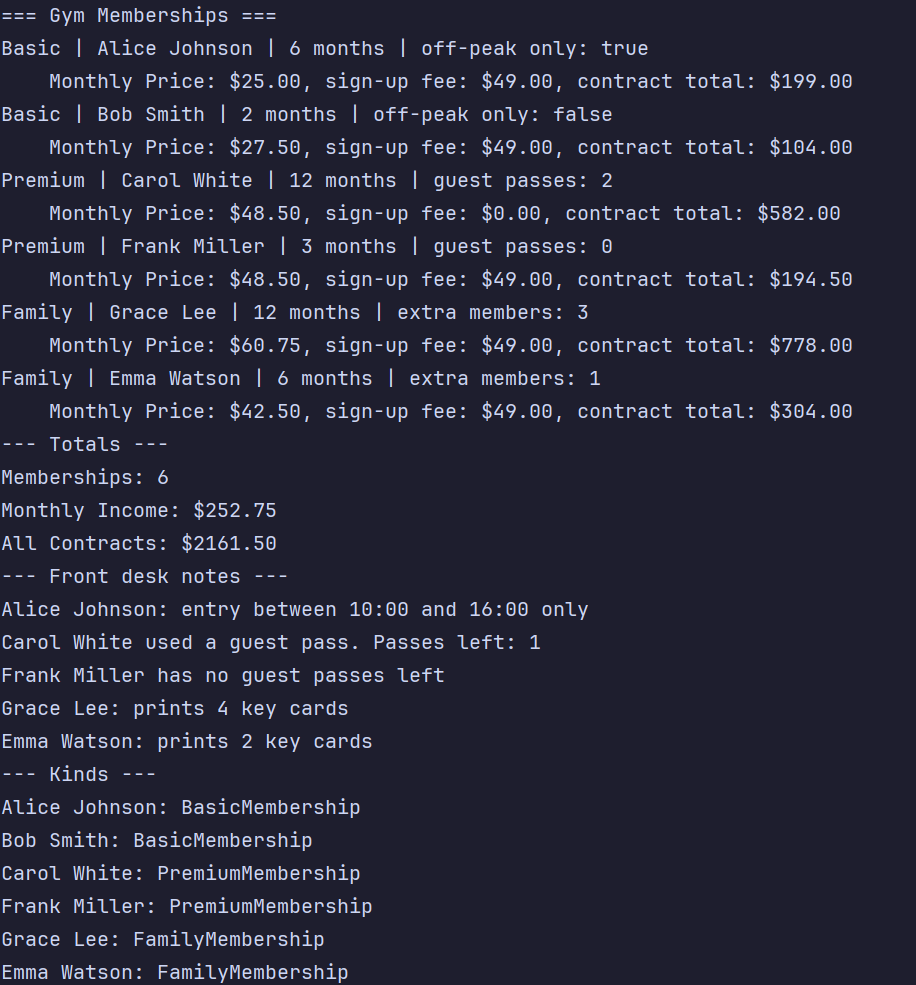 === Gym Memberships ===
Basic | Alice Johnson | 6 months | off-peak only: true
    Monthly Price: $25.00, sign-up fee: $49.00, contract total: $199.00
Basic | Bob Smith | 2 months | off-peak only: false
    Monthly Price: $27.50, sign-up fee: $49.00, contract total: $104.00
Premium | Carol White | 12 months | guest passes: 2
    Monthly Price: $48.50, sign-up fee: $0.00, contract total: $582.00
Premium | Frank Miller | 3 months | guest passes: 0
    Monthly Price: $48.50, sign-up fee: $49.00, contract total: $194.50
Family | Grace Lee | 12 months | extra members: 3
    Monthly Price: $60.75, sign-up fee: $49.00, contract total: $778.00
Family | Emma Watson | 6 months | extra members: 1
    Monthly Price: $42.50, sign-up fee: $49.00, contract total: $304.00
--- Totals ---
Memberships: 6
Monthly Income: $252.75
All Contracts: $2161.50
--- Front desk notes ---
Alice Johnson: entry between 10:00 and 16:00 only
Carol White used a guest pass. Passes left: 1
Frank Miller has no guest passes left
Grace Lee: prints 4 key cards
Emma Watson: prints 2 key cards
--- Kinds ---
Alice Johnson: BasicMembership
Bob Smith: BasicMembership
Carol White: PremiumMembership
Frank Miller: PremiumMembership
Grace Lee: FamilyMembership
Emma Watson: FamilyMembership